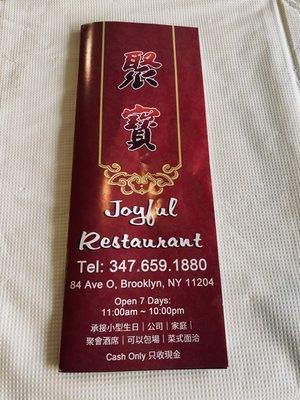 聚
寶
Joyful
Restaurant
Tel: 347.659.1880
84 Ave O, Brooklyn, NY 11204
Open 7 Days:
11:00am ~ 10:00pm
承接小型生日｜公司｜家庭｜
聚會酒席｜可以包場｜菜式面洽
Cash Only 只收現金